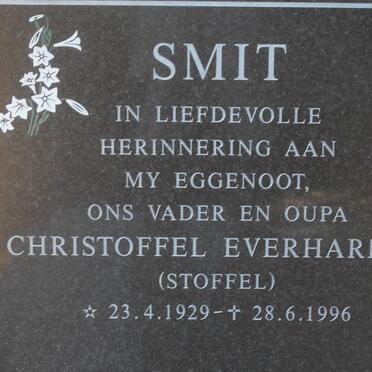 SMIT
IN LIEFDEVOLLE
HERINNERING AAN
MY EGGENOOT,
ONS VADER EN OUPA
CHRISTOFFEL
(STOFFEL)
☆ 23.4.1929 – ✝ 28.6.1996